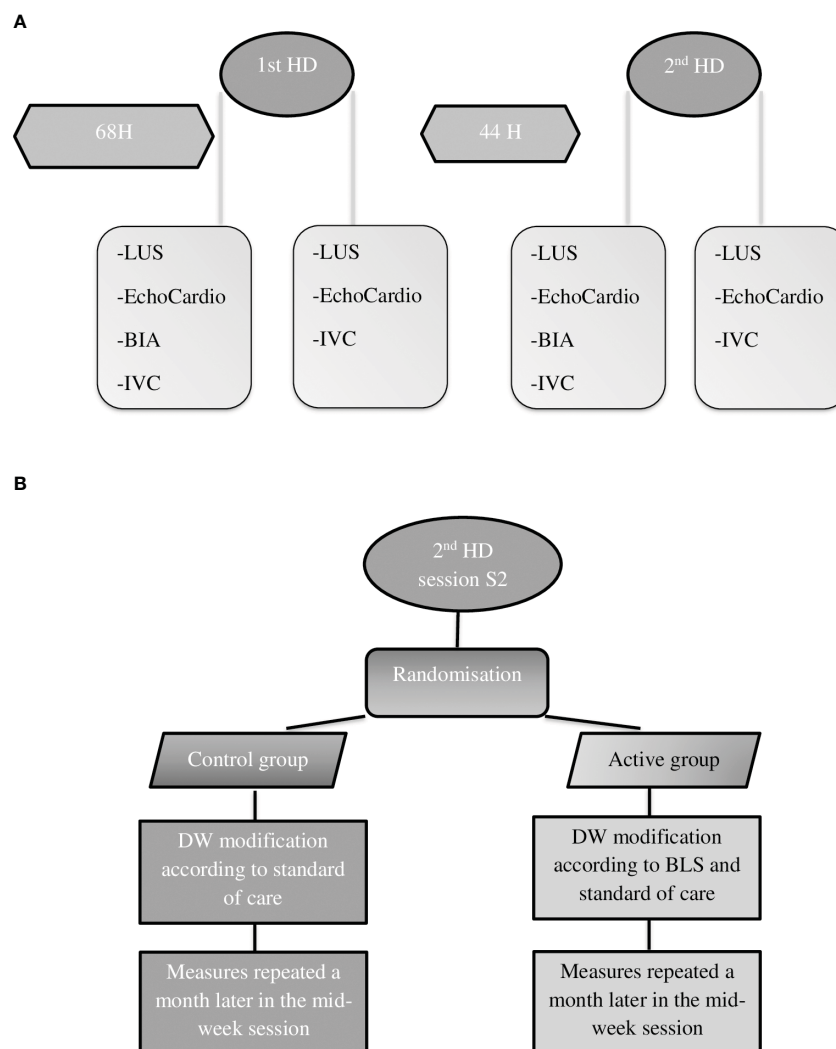 A
1st HD
2nd HD
68H
44 H
-LUS
-EchoCardio
-BIA
-IVC
-LUS
-EchoCardio
-IVC
-LUS
-EchoCardio
-BIA
-IVC
-LUS
-EchoCardio
-IVC
B
2nd HD
session S2
Randomisation
Control group
Active group
DW modification
according to standard
of care
DW modification
according to BLS and
standard of care
Measures repeated a
month later in the mid-
week session
Measures repeated a
month later in the mid-
week session